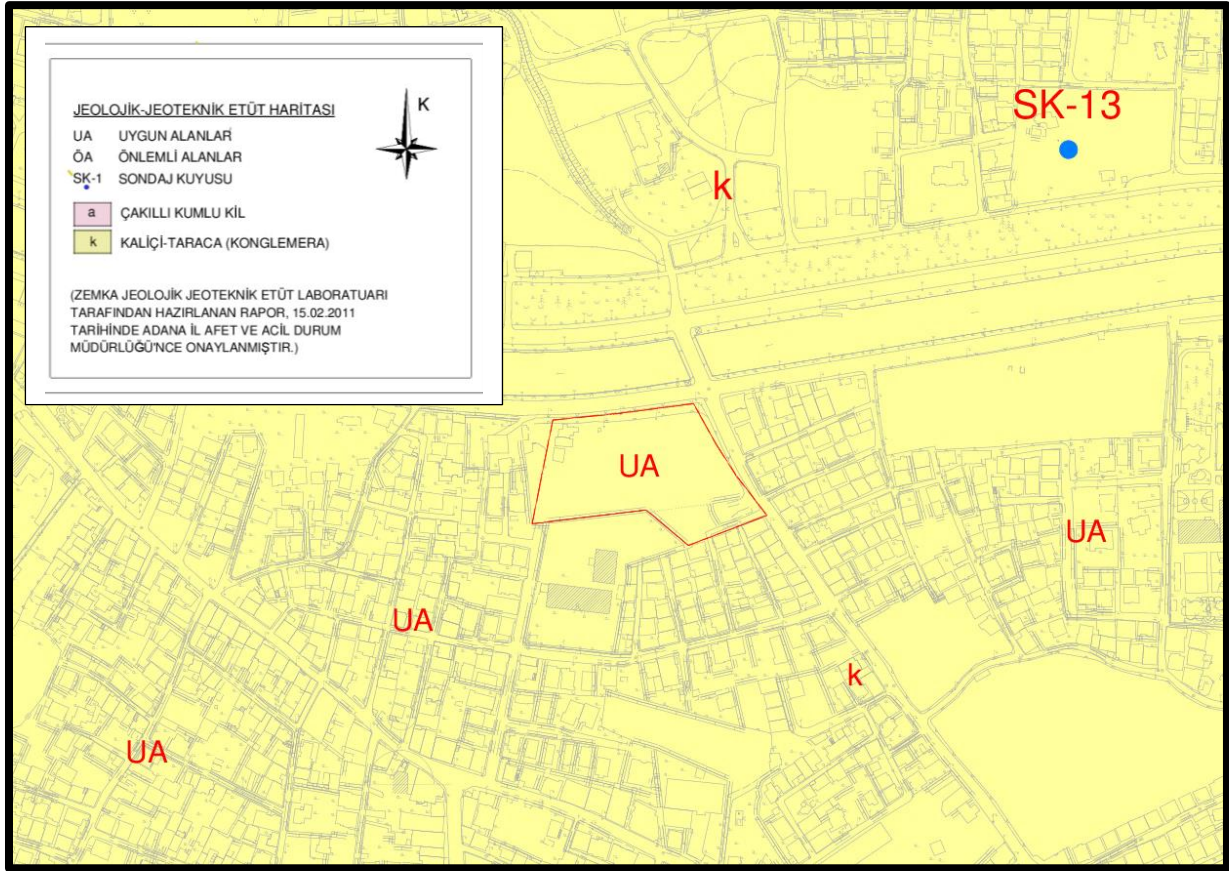 JEOLOJİK-JEOTEKNİK ETÜT HARİTASI
K
UA UYGUN ALANLAR
ÖA ÖNLEMLİ ALANLAR
SK-1 SONDAJ KUYUSU
a ÇAKILLI KUMLU KİL
k KALİÇİ-TARACA (KONGLEMERA)
(ZEMKA JEOLOJİK JEOTEKNİK ETÜT LABORATUARI
TARAFINDAN HAZIRLANAN RAPOR, 15.02.2011
TARİHİNDE ADANA İL AFET VE ACİL DURUM
MÜDÜRLÜĞÜ'NCE ONAYLANMIŞTIR.)
SK-13
k
UA
UA
UA
k
UA